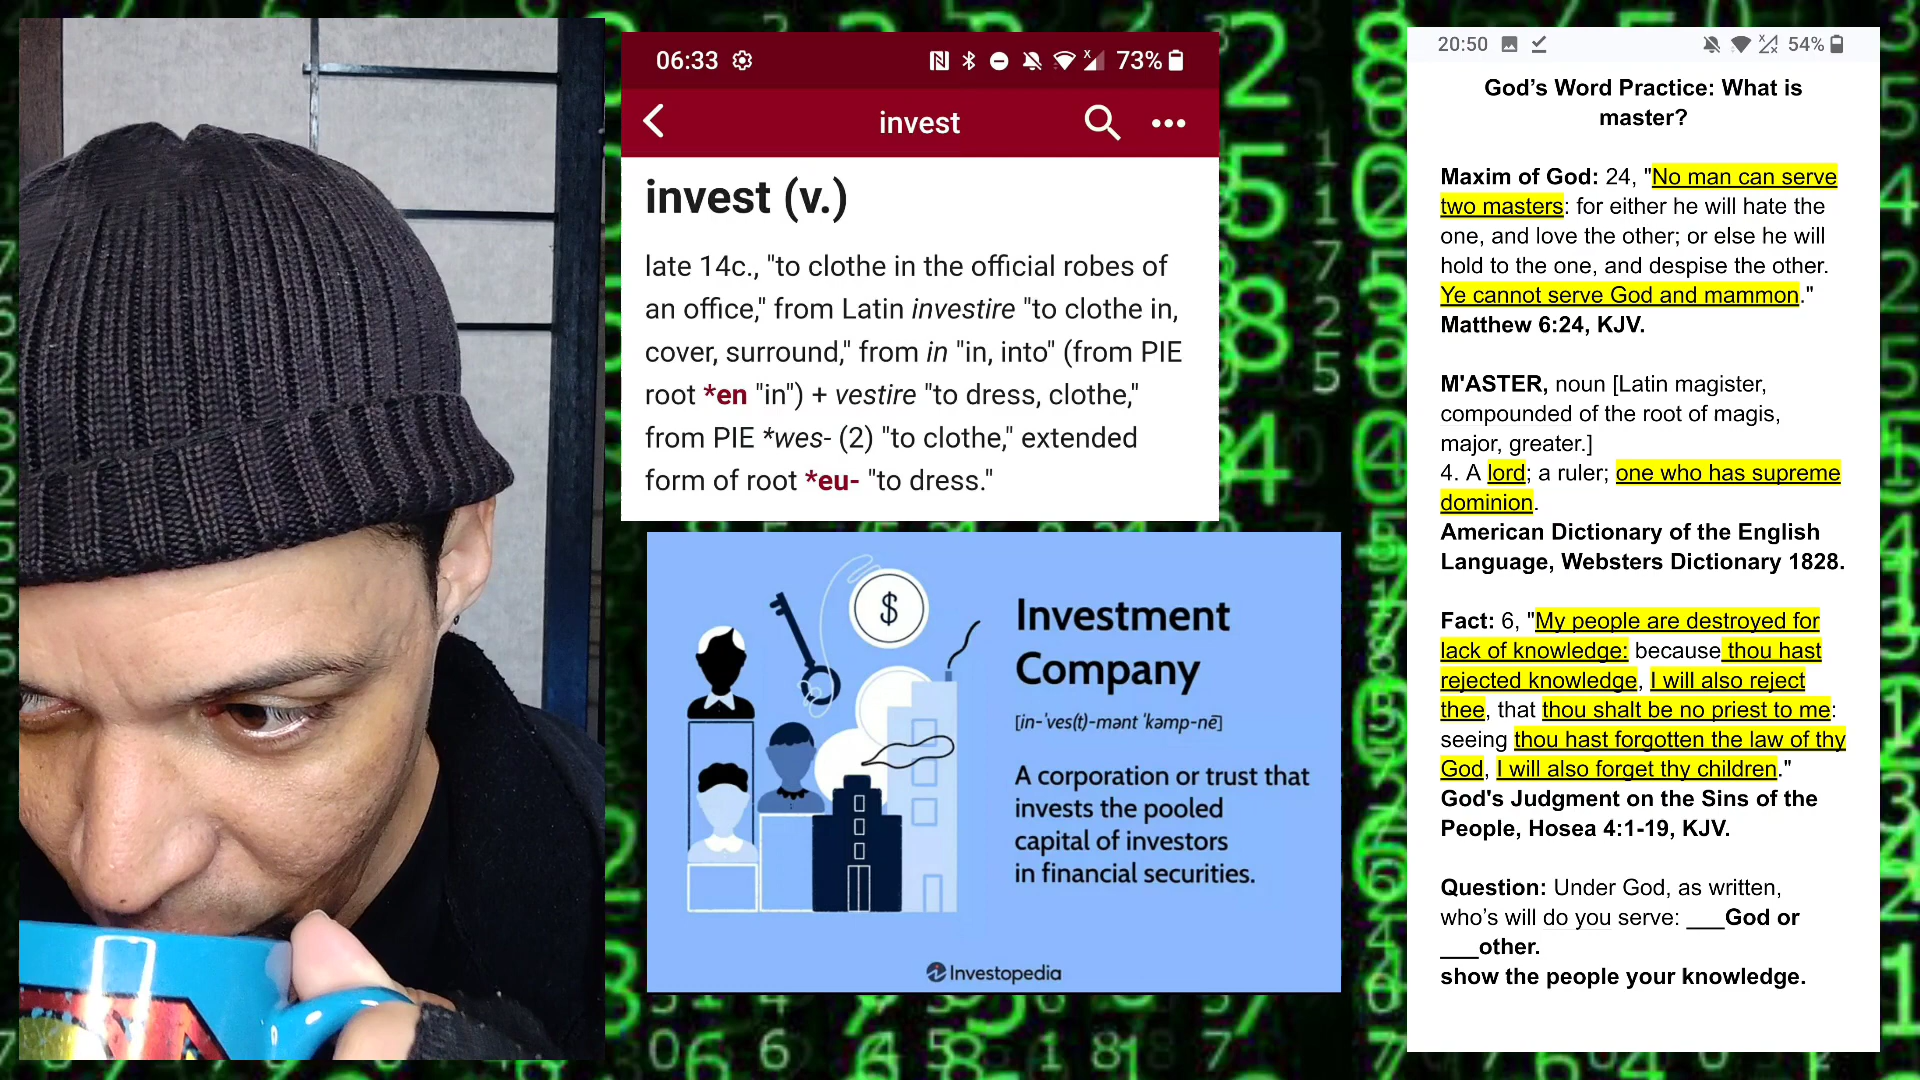 06:33 73%
invest
invest (v.)
late 14c., "to clothe in the official robes of
an office," from Latin investire "to clothe in,
cover, surround," from in "in, into" (from PIE
root *en "in") + vestire "to dress, clothe,"
from PIE *wes- (2) "to clothe," extended
form of root *eu- "to dress."
$
Investment
Company
[in-ˈves(t)-mənt ˈkəmp-nē]
A corporation or trust that
invests the pooled
capital of investors
in financial securities.
Investopedia
20:50 54%
God's Word Practice: What is
master?
Maxim of God: 24, "No man can serve
two masters: for either he will hate the
one, and love the other; or else he will
hold to the one, and despise the other.
Ye cannot serve God and mammon."
Matthew 6:24, KJV.
M'ASTER, noun [Latin magister,
compounded of the root of magis,
major, greater.]
4. A lord; a ruler; one who has supreme
dominion.
American Dictionary of the English
Language, Websters Dictionary 1828.
Fact: 6, "My people are destroyed for
lack of knowledge: because thou hast
rejected knowledge, I will also reject
thee, that thou shalt be no priest to me:
seeing thou hast forgotten the law of thy
God, I will also forget thy children."
God's Judgment on the Sins of the
People, Hosea 4:1-19, KJV.
Question: Under God, as written,
who's will do you serve: ___God or
___other.
show the people your knowledge.